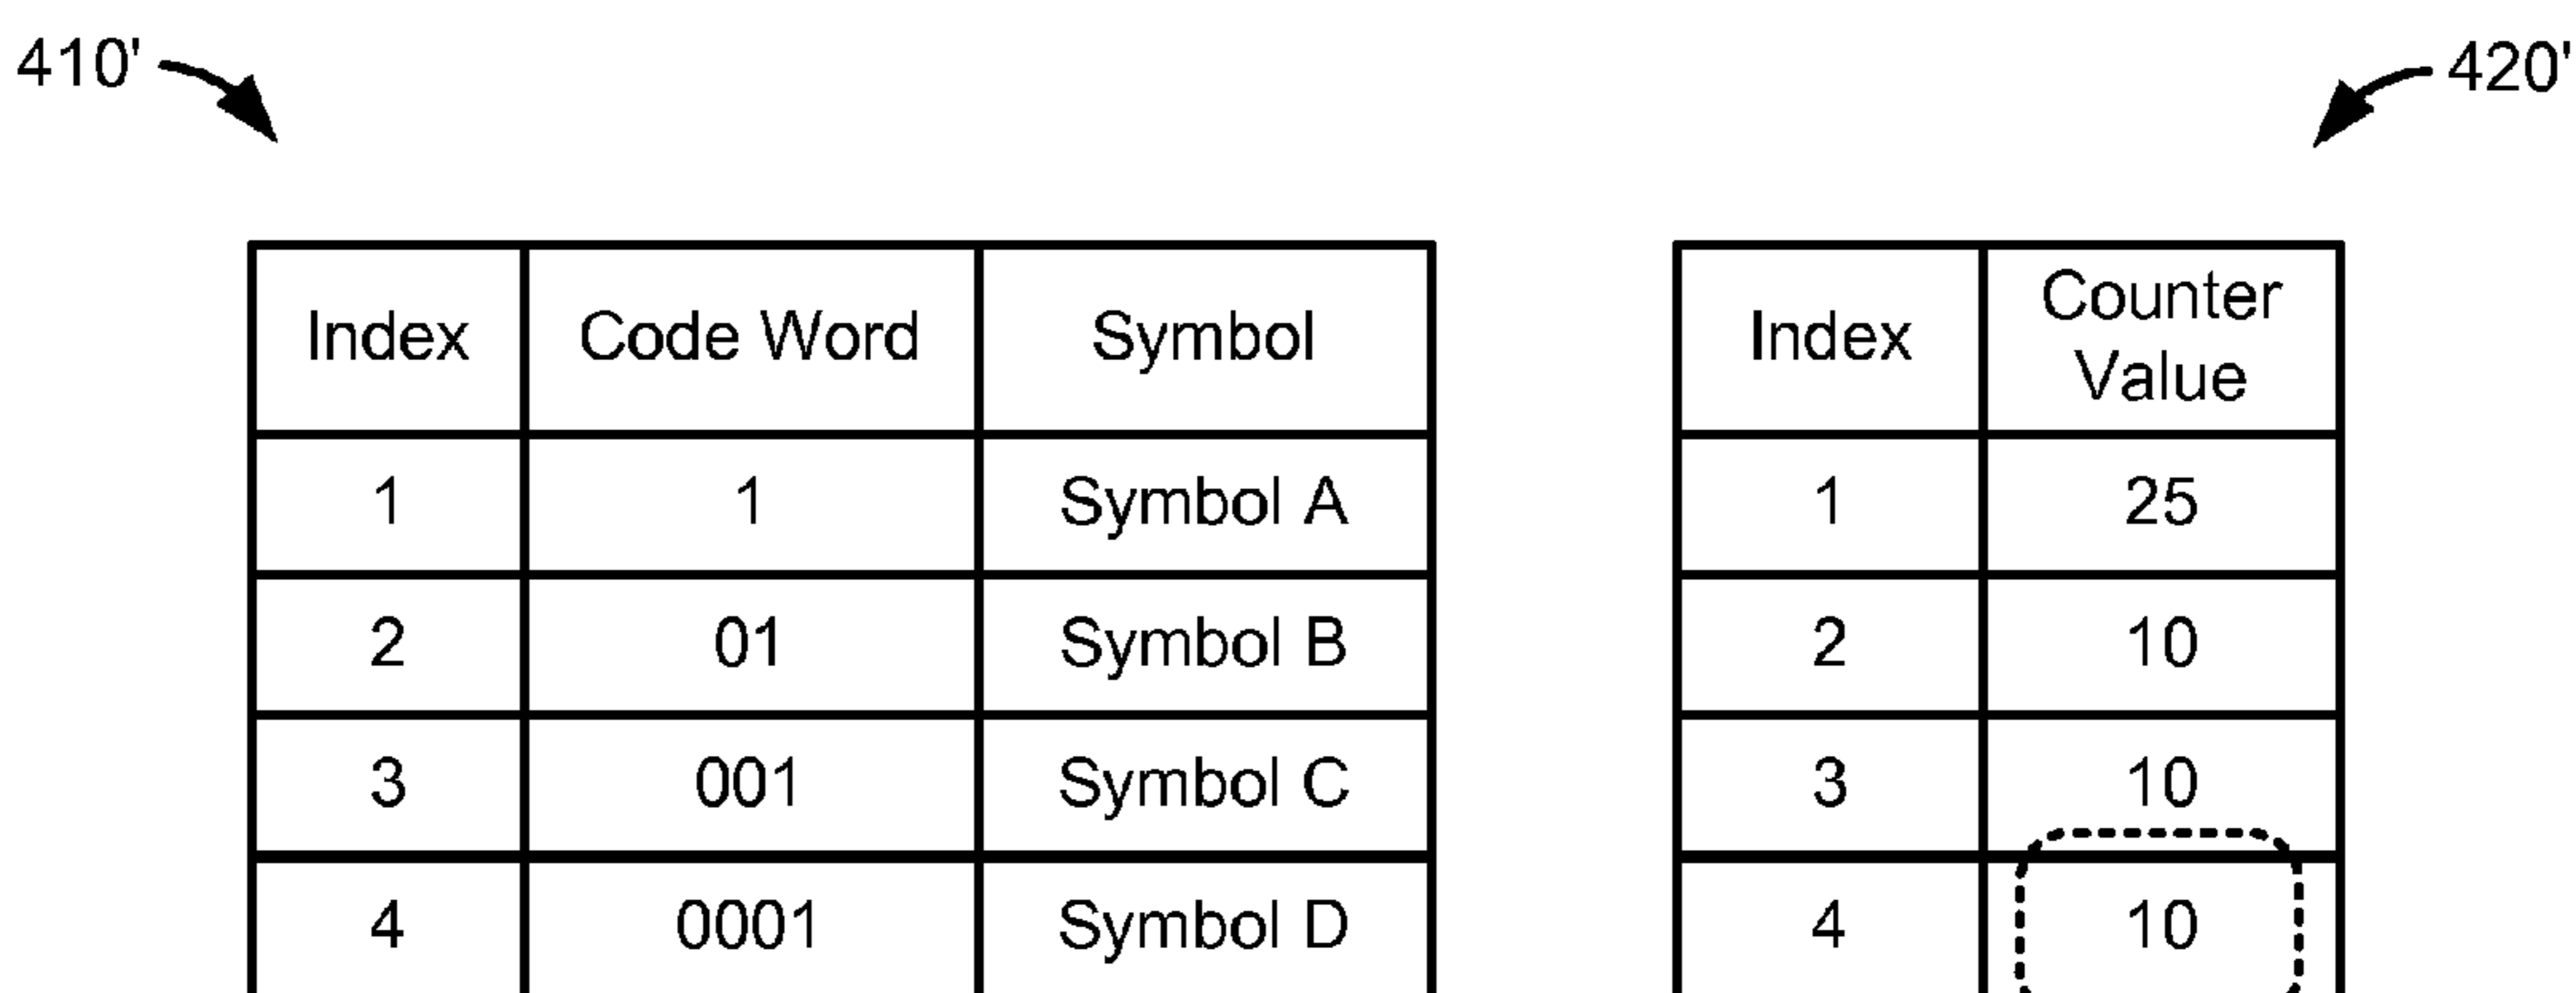 410' 420'
Index Code Word Symbol Index Counter Value
1 1 Symbol A 1 25
2 01 Symbol B 2 10
3 001 Symbol C 3 10
4 0001 Symbol D 4 10